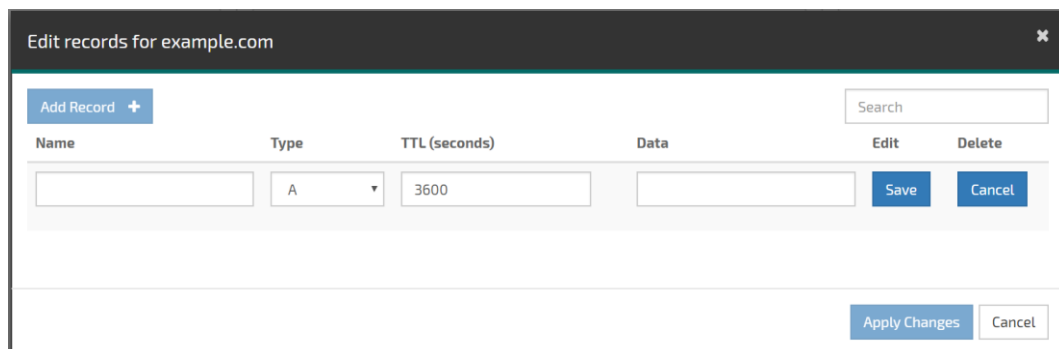 Edit records for example.com
Add Record
Search
Name Type TTL (seconds) Data Edit Delete
A 3600 Save Cancel
Apply Changes Cancel